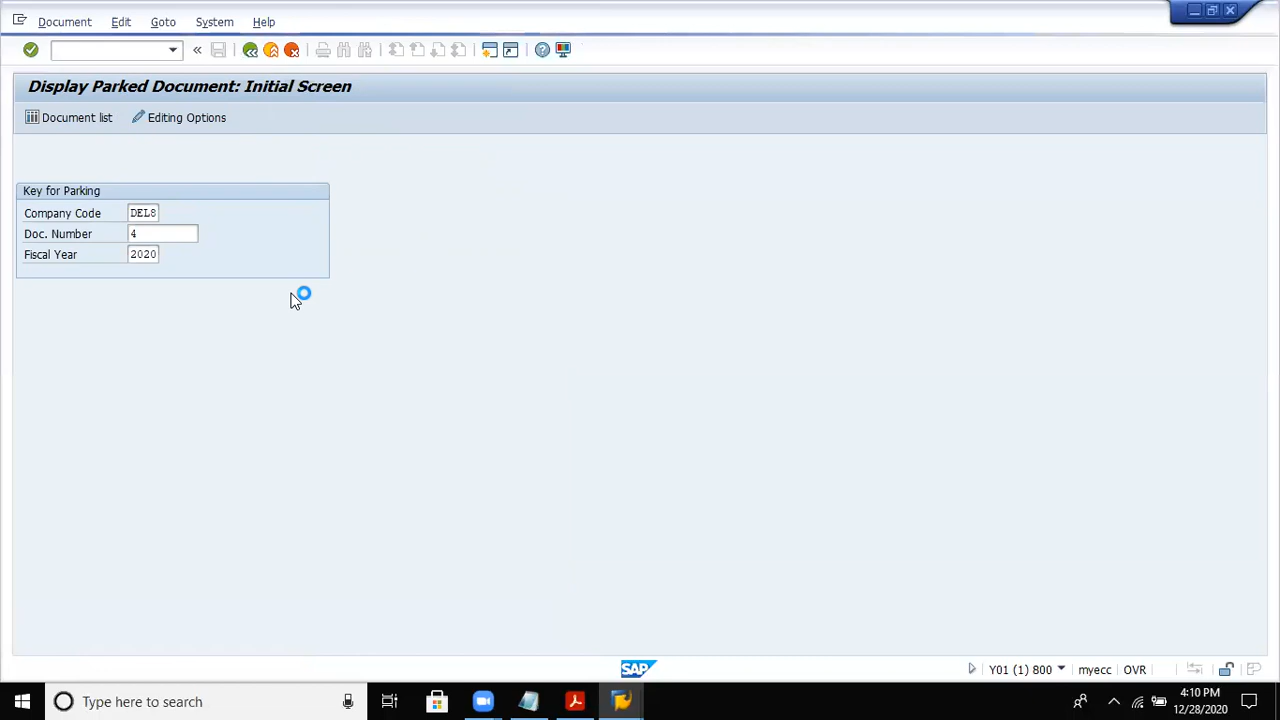 Document Edit Goto System Help
Display Parked Document: Initial Screen
Document list Editing Options
Key for Parking
Company Code DELS
Doc. Number 4
Fiscal Year 2020
SAP Y01 (1) 800 myecc OVR
Type here to search
4:10 PM
12/28/2020